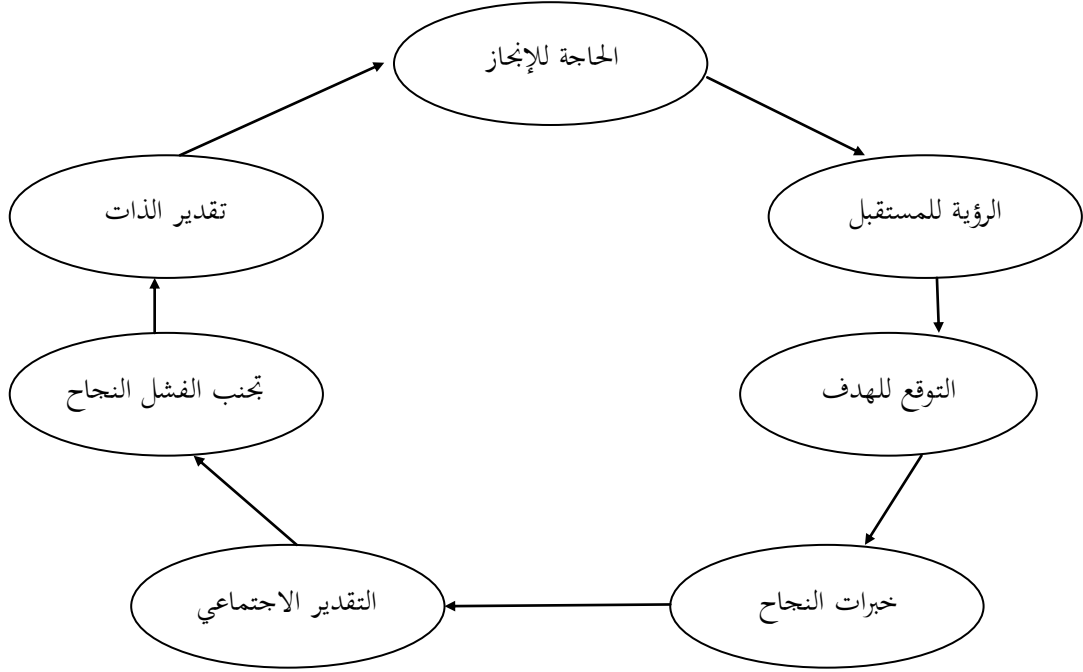 الحاجة للإنجاز
الرؤية للمستقبل
التوقع للهدف
خبرات النجاح
التقدير الاجتماعي
تجنب الفشل النجاح
تقدير الذات